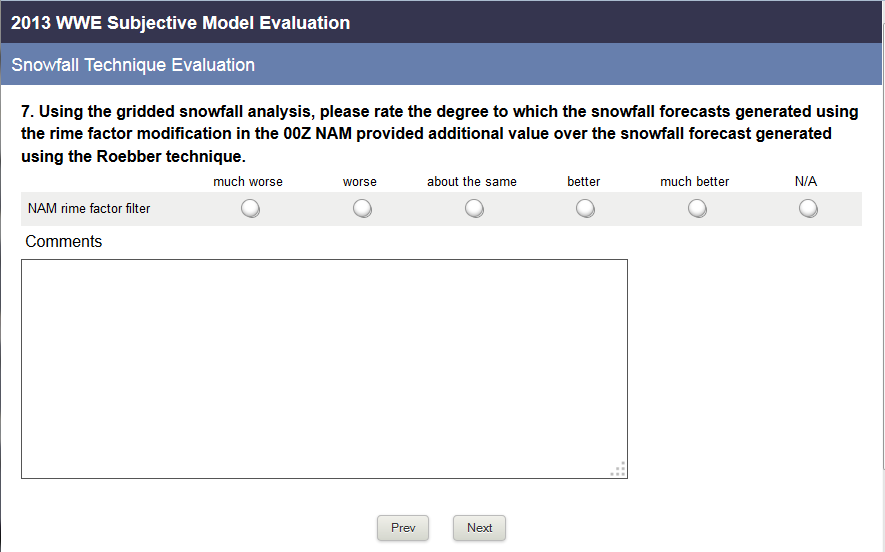 2013 WWE Subjective Model Evaluation
Snowfall Technique Evaluation
7. Using the gridded snowfall analysis, please rate the degree to which the snowfall forecasts generated using
the rime factor modification in the 00Z NAM provided additional value over the snowfall forecast generated
using the Roebber technique.
much worse worse about the same better much better N/A
NAM rime factor filter
Comments
Prev Next